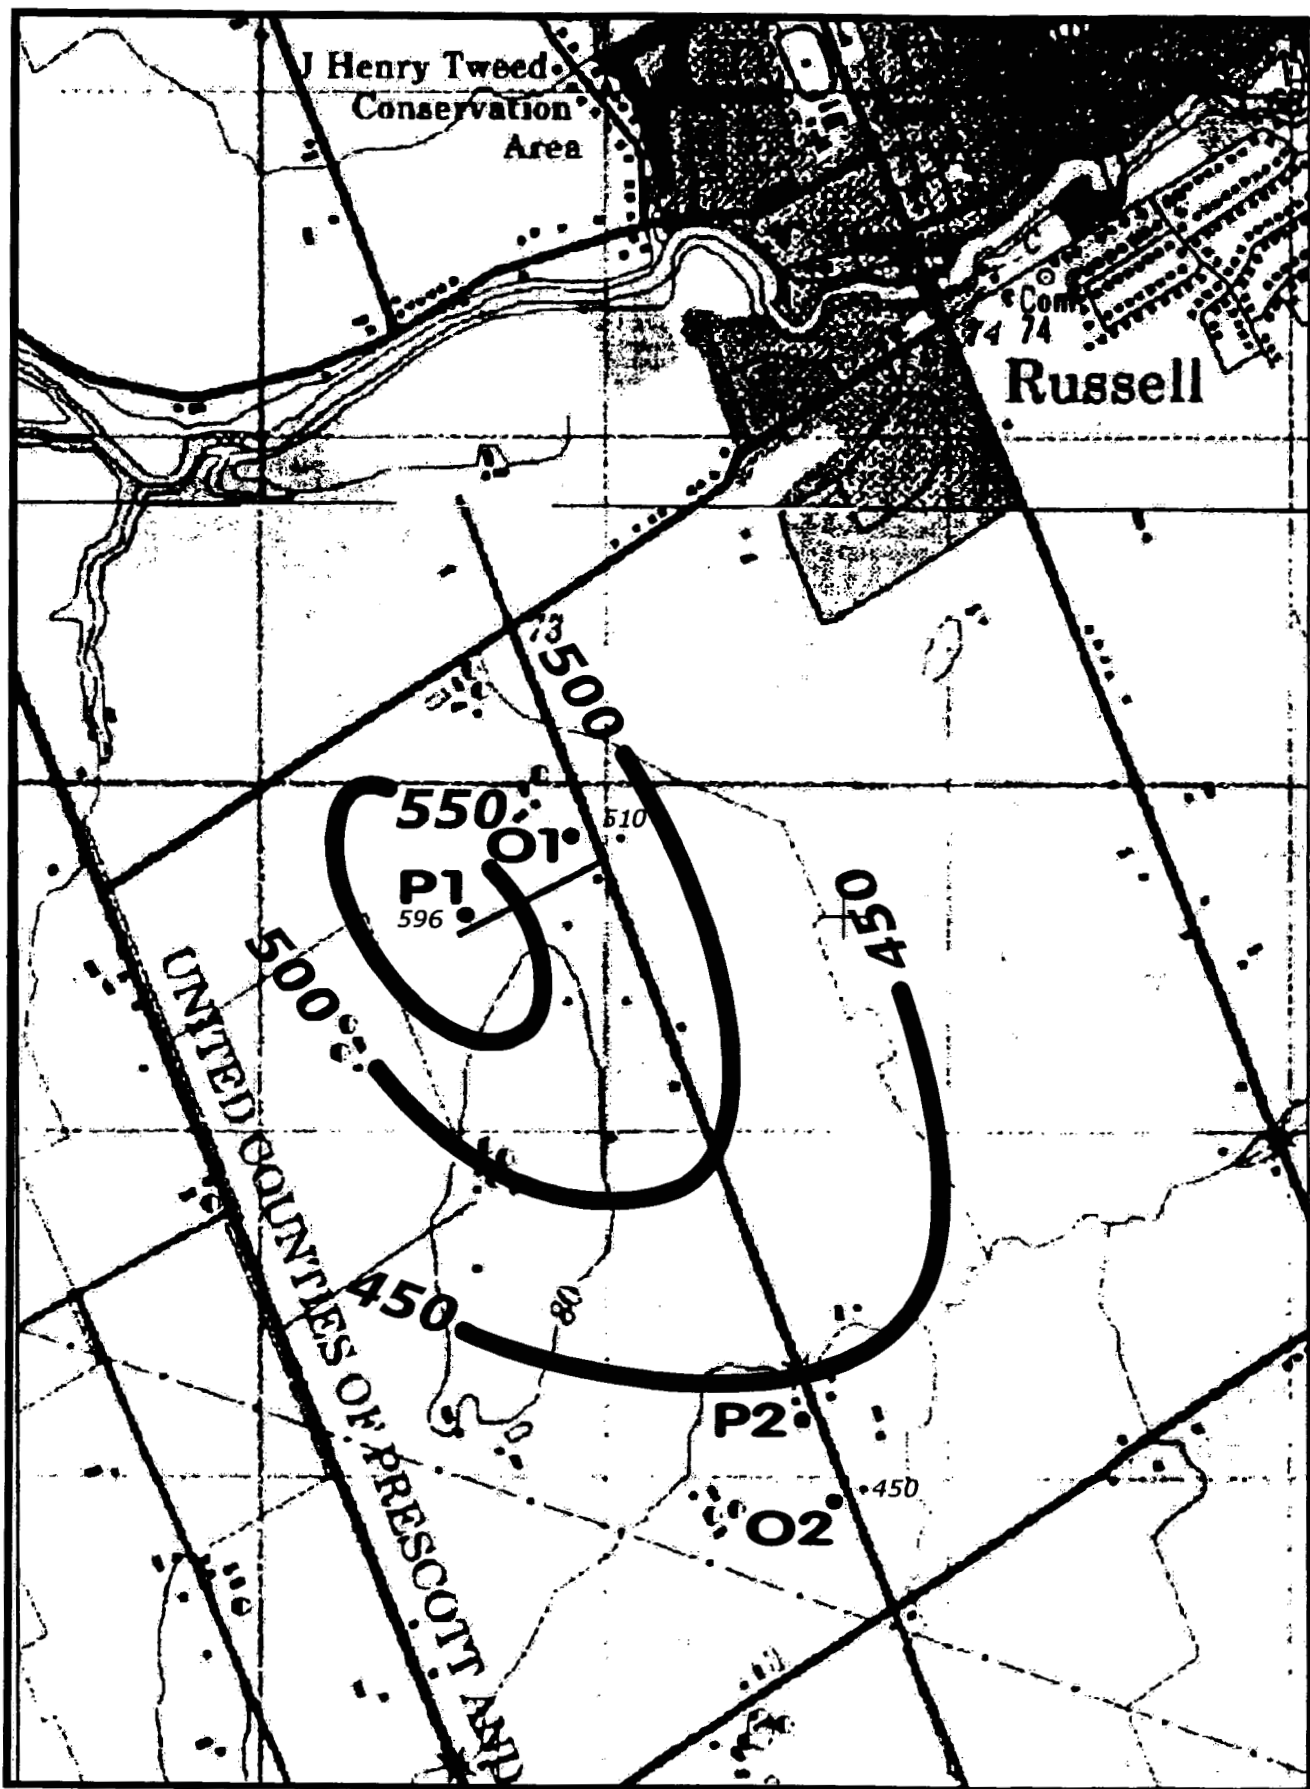 J Henry Tweed
Conservation
Area
C
Com
74 74
Russell
73
500
550
O1
510
P1
596
450
500
UNITED COUNTIES OF PRESCOTT AND
450
80
P2
450
O2